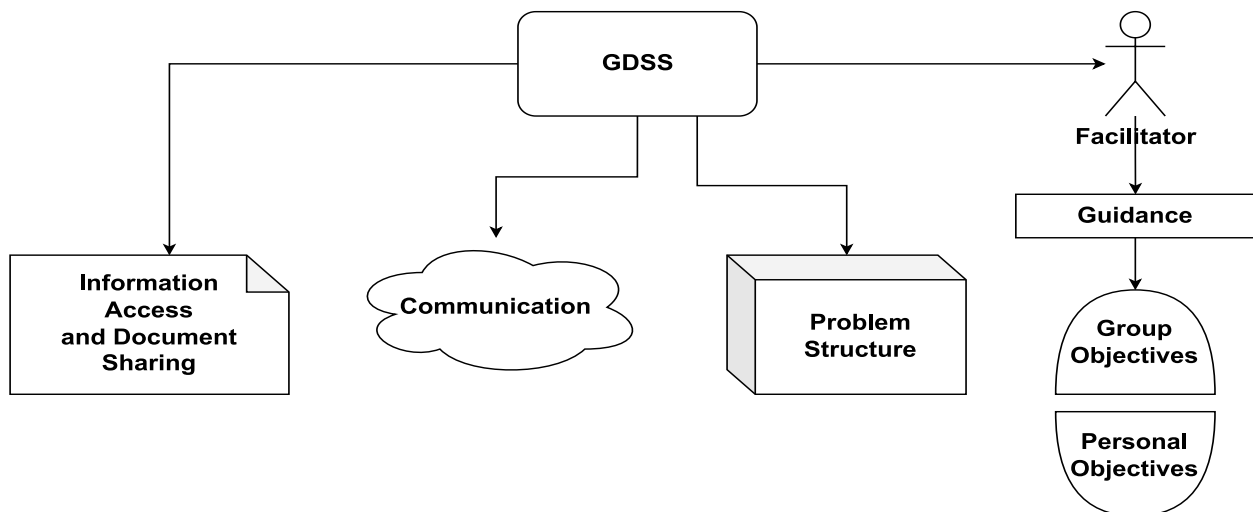 GDSS
Facilitator
Guidance
Information
Access
and Document
Sharing
Communication
Problem
Structure
Group
Objectives
Personal
Objectives